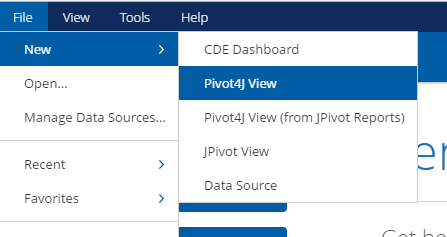 File View Tools Help
New
Open...
Manage Data Sources...
Recent
Favorites
CDE Dashboard
Pivot4J View
Pivot4J View (from JPivot Reports)
JPivot View
Data Source